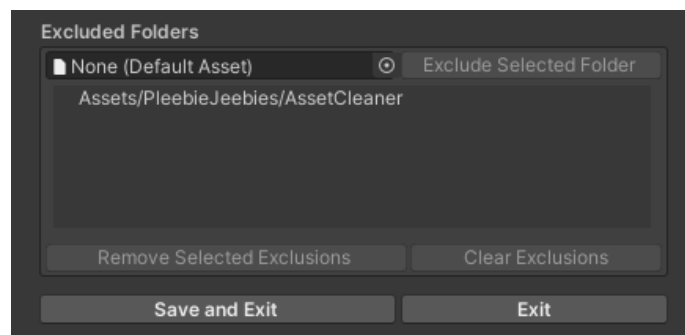 Excluded Folders
None (Default Asset) Exclude Selected Folder
Assets/PleebieJeebies/AssetCleaner
Remove Selected Exclusions Clear Exclusions
Save and Exit Exit